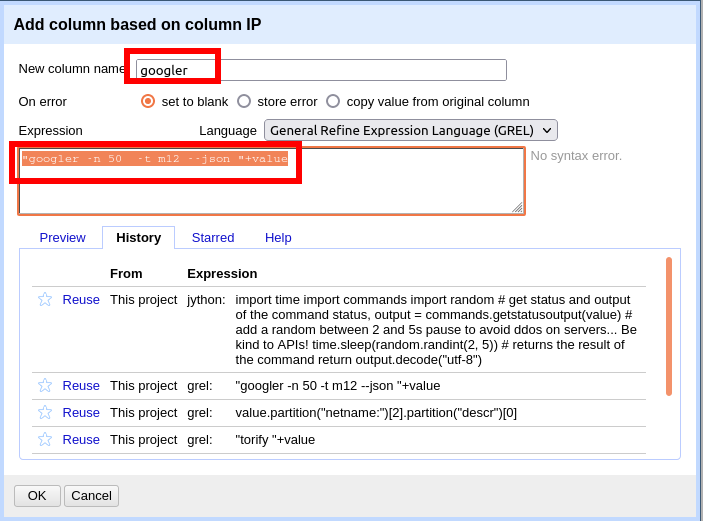 Add column based on column IP
New column name googler
On error set to blank store error copy value from original column
Expression Language General Refine Expression Language (GREL)
"googler -n 50  -t m12 --json "+value No syntax error.
Preview History Starred Help
From Expression
Reuse This project jython: import time import commands import random # get status and output
of the command status, output = commands.getstatusoutput(value) #
add a random between 2 and 5s pause to avoid ddos on servers... Be
kind to APIs! time.sleep(random.randint(2, 5)) # returns the result of
the command return output.decode("utf-8")
Reuse This project grel: "googler -n 50 -t m12 --json "+value
Reuse This project grel: value.partition("netname:")[2].partition("descr")[0]
Reuse This project grel: "torify "+value
OK Cancel